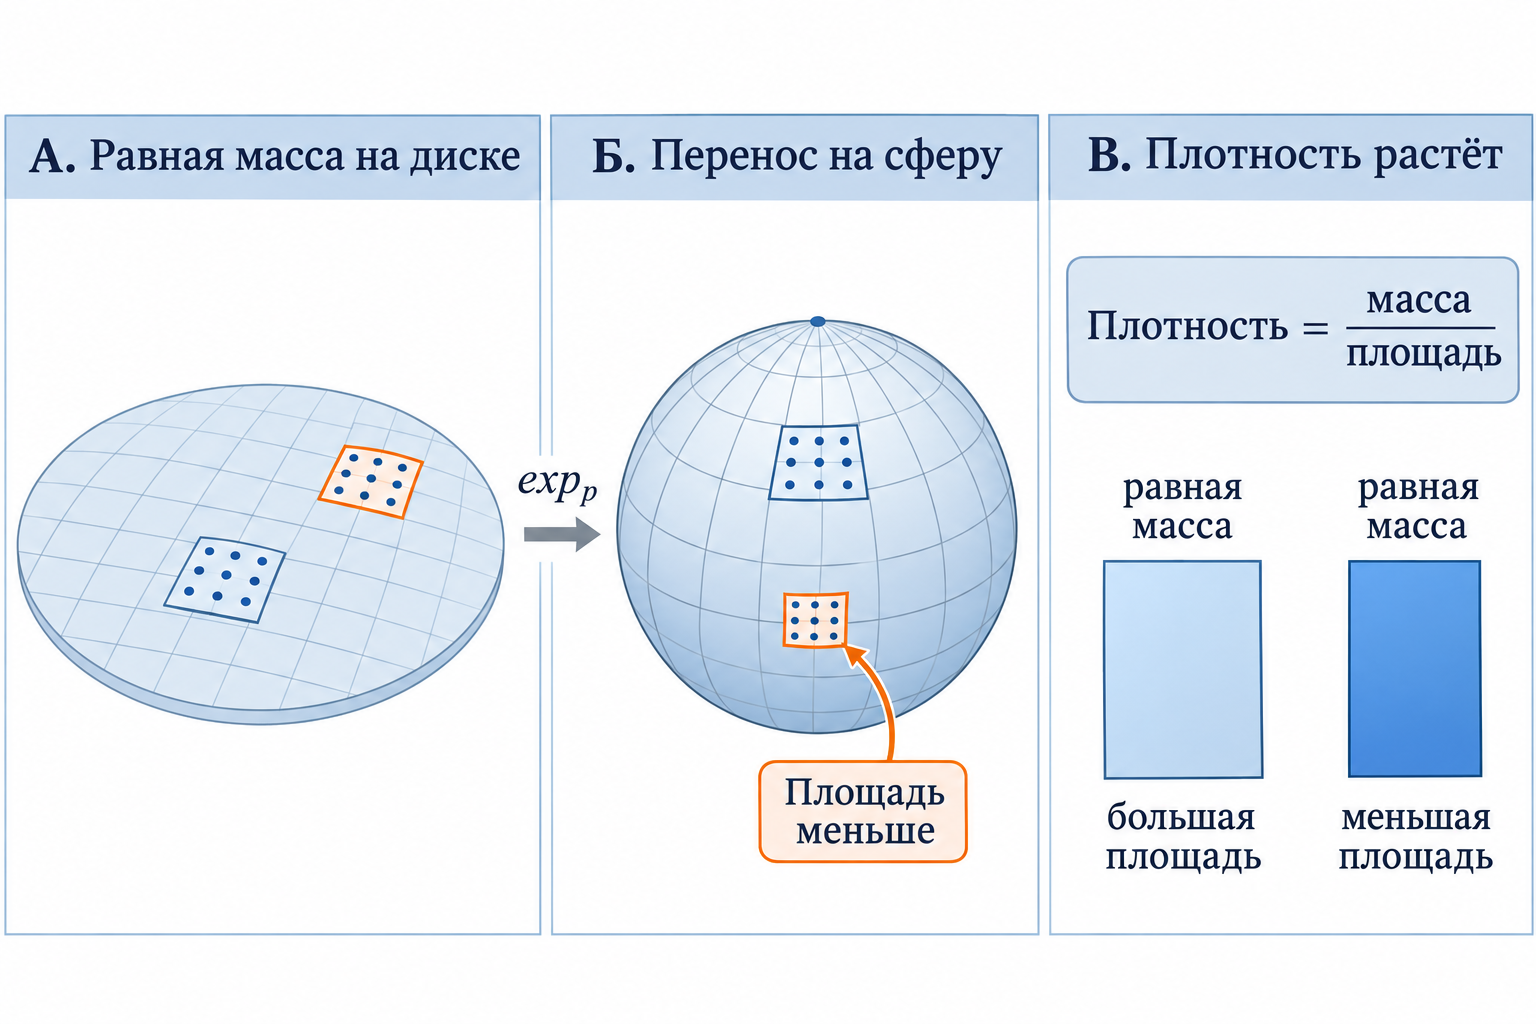 А. Равная масса на диске
exp_p
Б. Перенос на сферу
Площадь
меньше
В. Плотность растёт
Плотность = масса / площадь
равная
масса
большая
площадь
равная
масса
меньшая
площадь